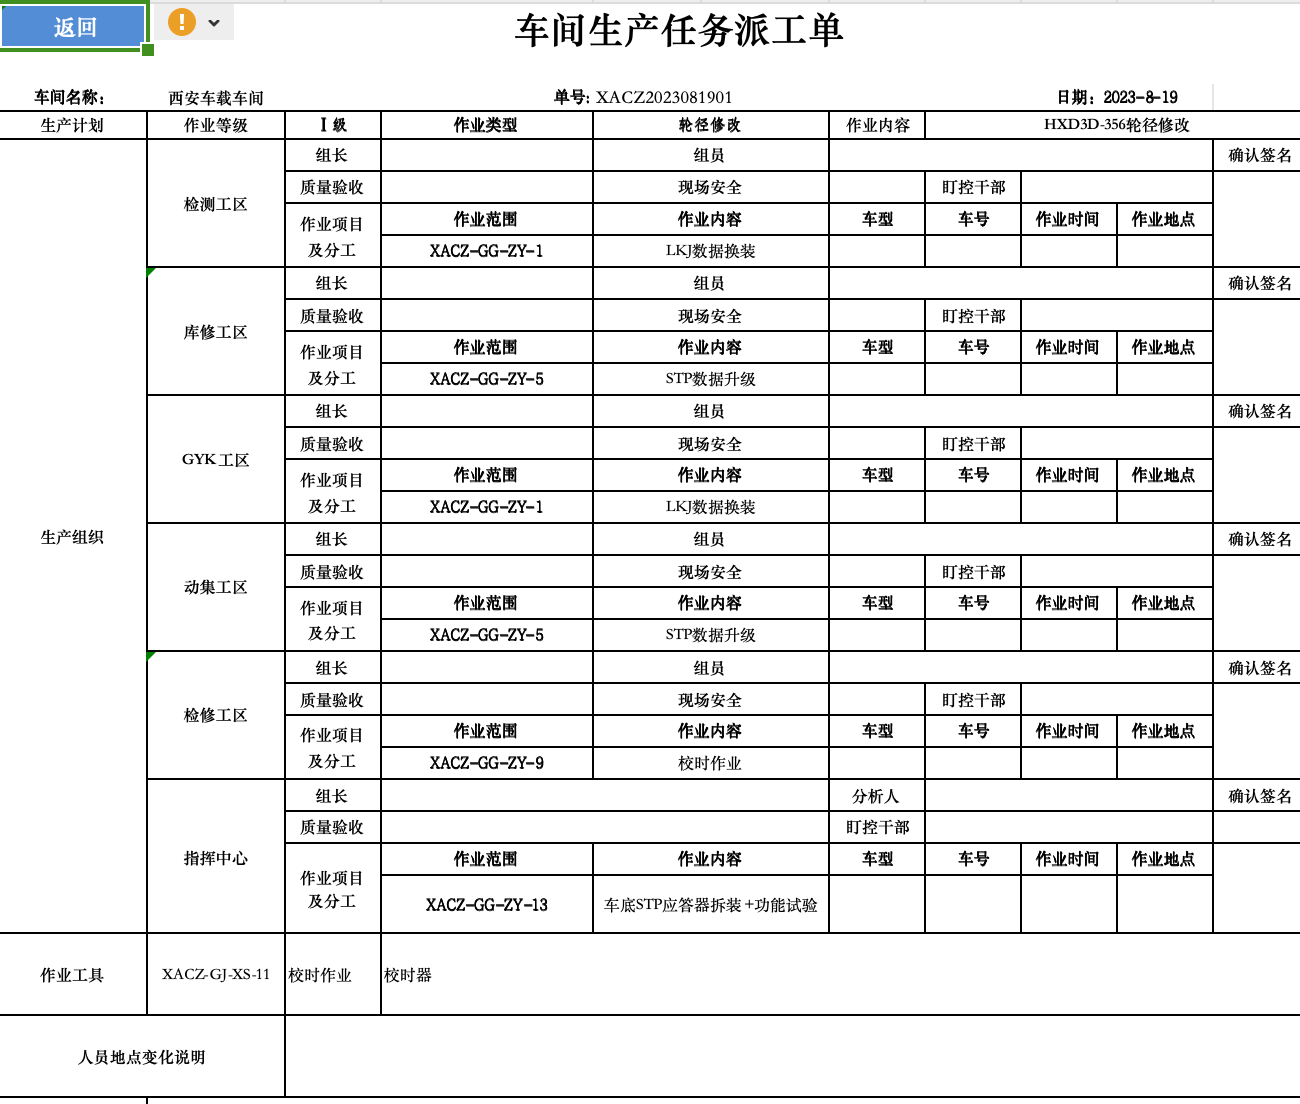 返回
车间生产任务派工单
车间名称： 西安车载车间 单号: XACZ2023081901 日期：2023-8-19
生产计划 作业等级 I 级 作业类型 轮径修改 作业内容 HXD3D-356轮径修改
生产组织
检测工区
组长 组员 确认签名
质量验收 现场安全 盯控干部
作业项目及分工 作业范围 作业内容 车型 车号 作业时间 作业地点
XACZ-GG-ZY-1 LKJ数据换装
库修工区
组长 组员 确认签名
质量验收 现场安全 盯控干部
作业项目及分工 作业范围 作业内容 车型 车号 作业时间 作业地点
XACZ-GG-ZY-5 STP数据升级
GYK工区
组长 组员 确认签名
质量验收 现场安全 盯控干部
作业项目及分工 作业范围 作业内容 车型 车号 作业时间 作业地点
XACZ-GG-ZY-1 LKJ数据换装
动集工区
组长 组员 确认签名
质量验收 现场安全 盯控干部
作业项目及分工 作业范围 作业内容 车型 车号 作业时间 作业地点
XACZ-GG-ZY-5 STP数据升级
检修工区
组长 组员 确认签名
质量验收 现场安全 盯控干部
作业项目及分工 作业范围 作业内容 车型 车号 作业时间 作业地点
XACZ-GG-ZY-9 校时作业
指挥中心
组长 分析人 确认签名
质量验收 盯控干部
作业项目及分工 作业范围 作业内容 车型 车号 作业时间 作业地点
XACZ-GG-ZY-13 车底STP应答器拆装+功能试验
作业工具 XACZ-GJ-XS-11 校时作业 校时器
人员地点变化说明